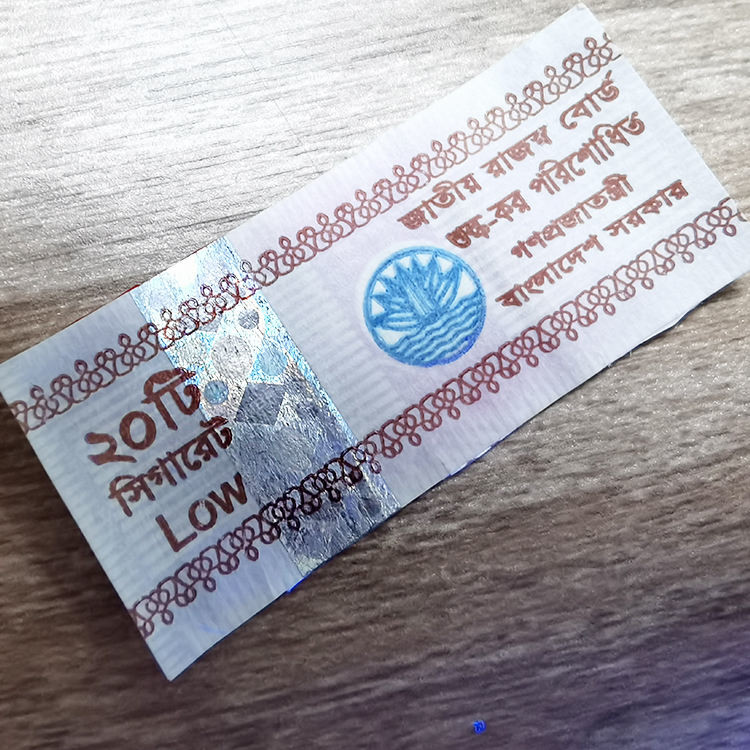 জাতীয় রাজস্ব বোর্ড
শুল্ক-কর পরিশোধিত
গণপ্রজাতন্ত্রী
বাংলাদেশ সরকার
২০টি
সিগারেট
LOW